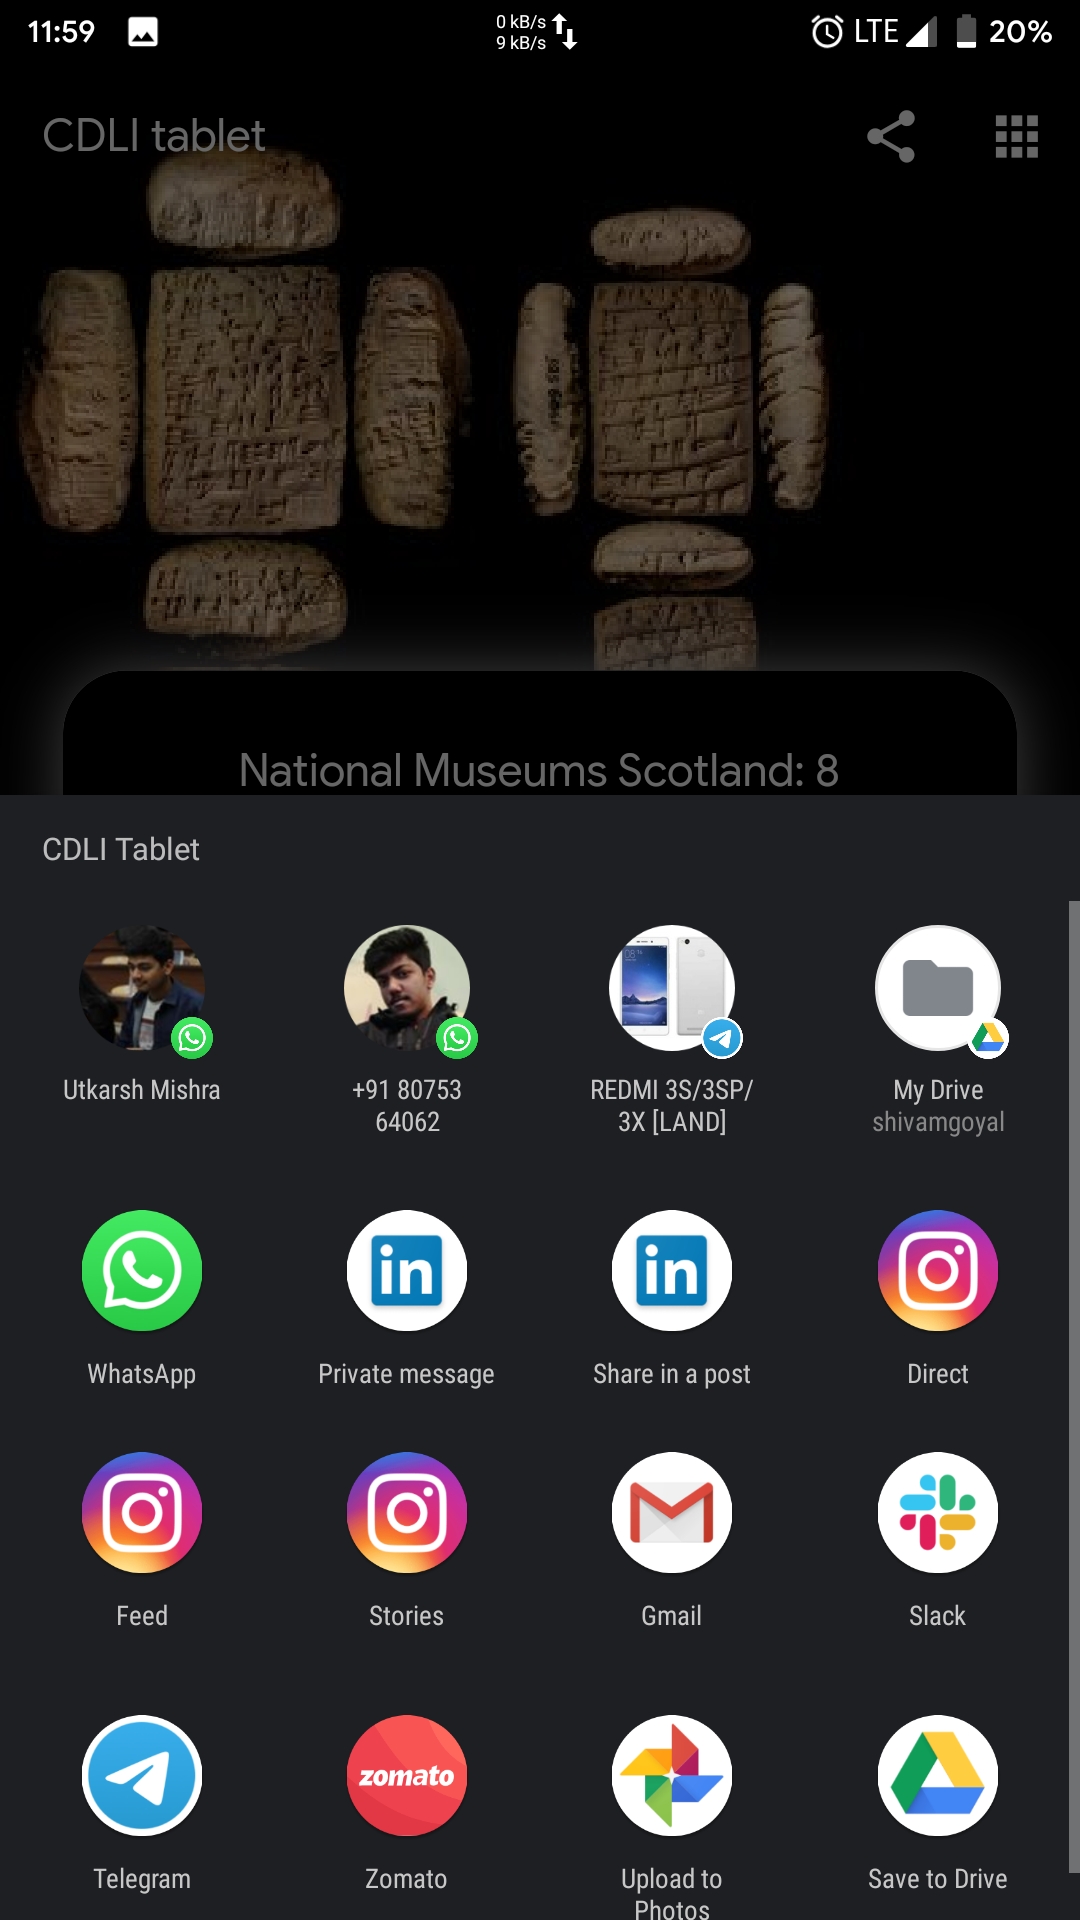 11:59
0 kB/s
9 kB/s
LTE
20%
CDLI tablet
National Museums Scotland: 8
CDLI Tablet
Utkarsh Mishra
+91 80753
64062
REDMI 3S/3SP/
3X [LAND]
My Drive
shivamgoyal
WhatsApp
in
Private message
in
Share in a post
Direct
Feed
Stories
Gmail
Slack
Telegram
zomato
Zomato
Upload to
Photos
Save to Drive